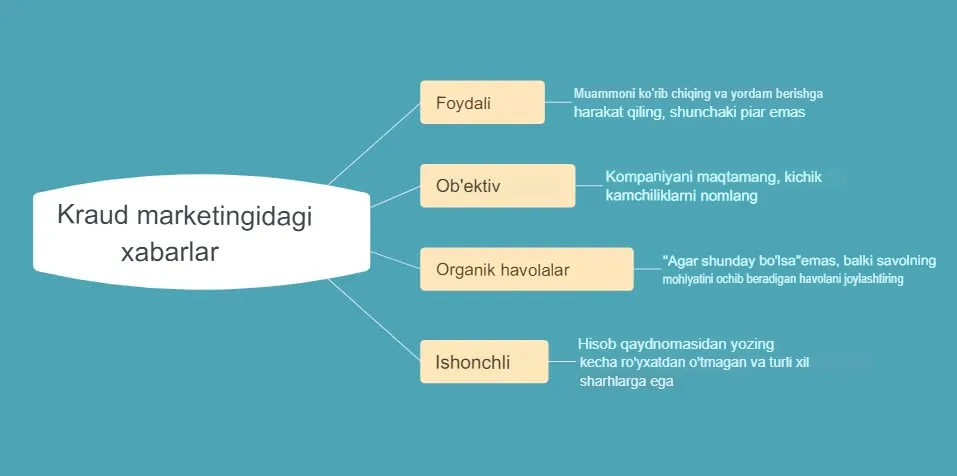 Kraud marketingidagi
xabarlar
Foydali
Muammoni ko'rib chiqing va yordam berishga
harakat qiling, shunchaki piar emas
Ob'ektiv
Kompaniyani maqtamang, kichik
kamchiliklarni nomlang
Organik havolalar
"Agar shunday bo'lsa"emas, balki savolning
mohiyatini ochib beradigan havolani joylashtiring
Ishonchli
Hisob qaydnomasidan yozing
kecha ro'yxatdan o'tmagan va turli xil
sharhlarga ega